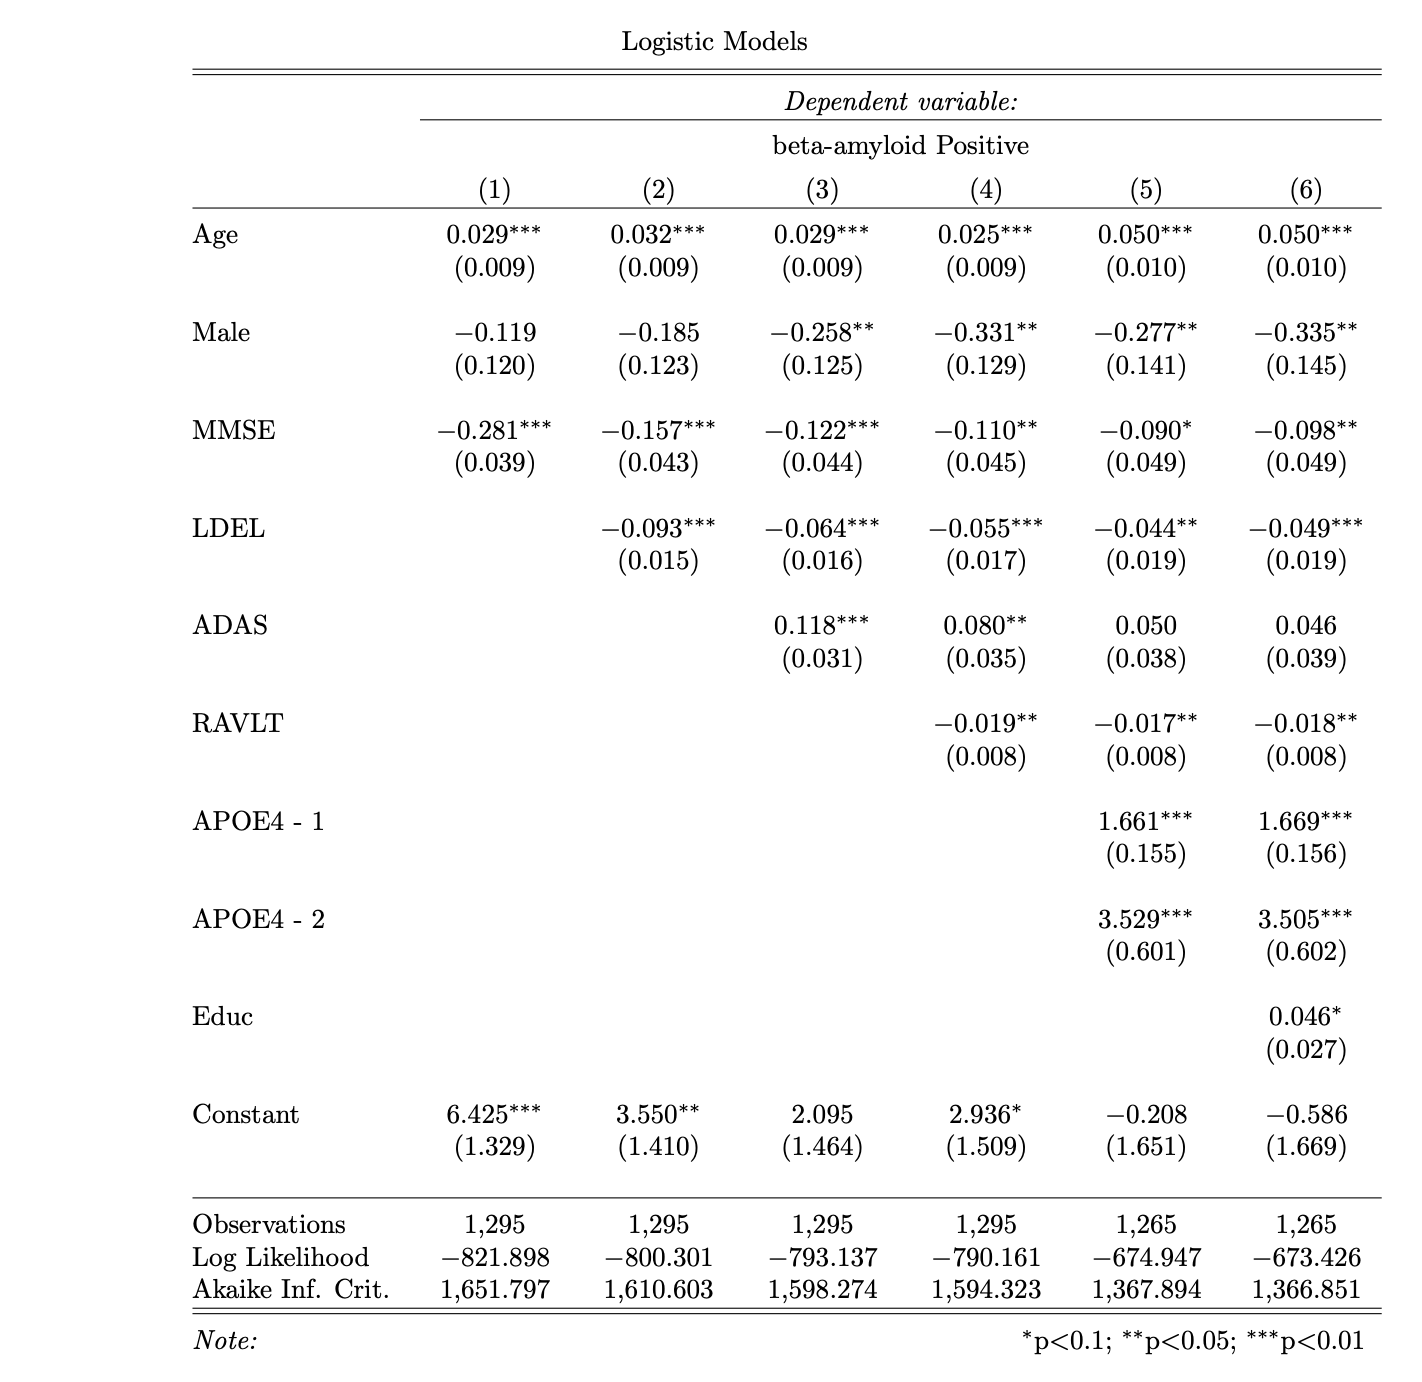 Logistic Models
Dependent variable:
beta-amyloid Positive
(1) (2) (3) (4) (5) (6)
Age 0.029*** 0.032*** 0.029*** 0.025*** 0.050*** 0.050***
(0.009) (0.009) (0.009) (0.009) (0.010) (0.010)
Male −0.119 −0.185 −0.258** −0.331** −0.277** −0.335**
(0.120) (0.123) (0.125) (0.129) (0.141) (0.145)
MMSE −0.281*** −0.157*** −0.122*** −0.110** −0.090* −0.098**
(0.039) (0.043) (0.044) (0.045) (0.049) (0.049)
LDEL −0.093*** −0.064*** −0.055*** −0.044** −0.049***
(0.015) (0.016) (0.017) (0.019) (0.019)
ADAS 0.118*** 0.080** 0.050 0.046
(0.031) (0.035) (0.038) (0.039)
RAVLT −0.019** −0.017** −0.018**
(0.008) (0.008) (0.008)
APOE4 - 1 1.661*** 1.669***
(0.155) (0.156)
APOE4 - 2 3.529*** 3.505***
(0.601) (0.602)
Educ 0.046*
(0.027)
Constant 6.425*** 3.550** 2.095 2.936* −0.208 −0.586
(1.329) (1.410) (1.464) (1.509) (1.651) (1.669)
Observations 1,295 1,295 1,295 1,295 1,265 1,265
Log Likelihood −821.898 −800.301 −793.137 −790.161 −674.947 −673.426
Akaike Inf. Crit. 1,651.797 1,610.603 1,598.274 1,594.323 1,367.894 1,366.851
Note: *p<0.1; **p<0.05; ***p<0.01